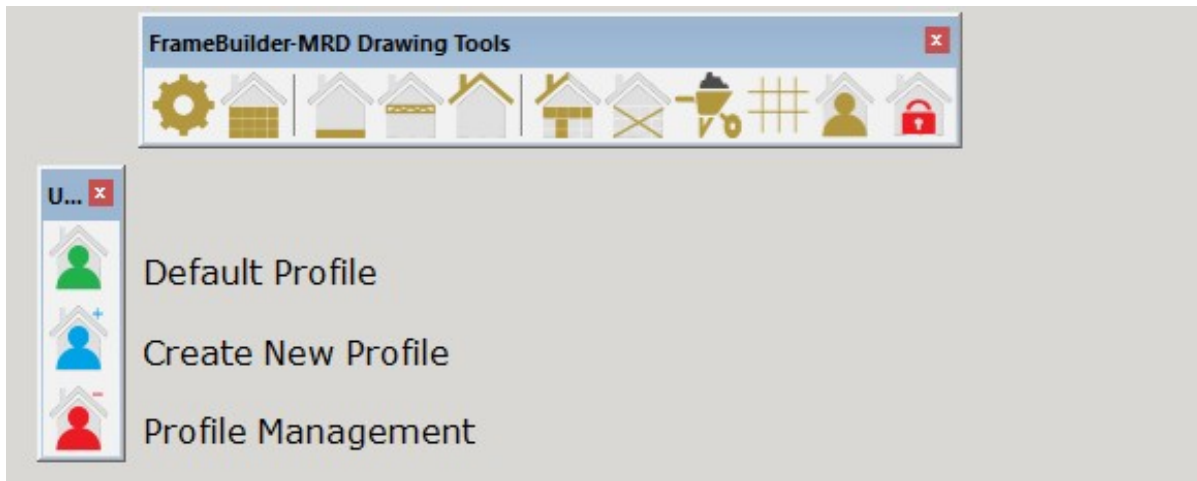 FrameBuilder-MRD Drawing Tools
U...
Default Profile
Create New Profile
Profile Management